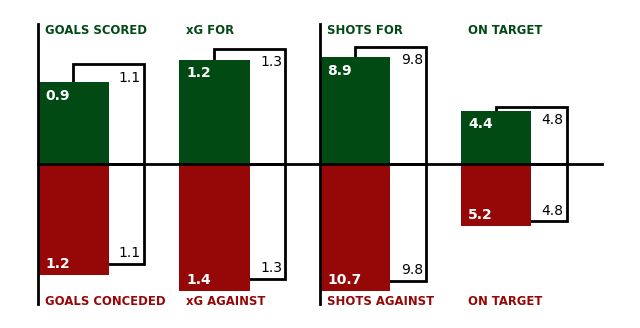 GOALS SCORED xG FOR SHOTS FOR ON TARGET
1.1 1.3 9.8 4.8
0.9 1.2 8.9 4.4
1.2 1.4 10.7 5.2
1.1 1.3 9.8 4.8
GOALS CONCEDED xG AGAINST SHOTS AGAINST ON TARGET